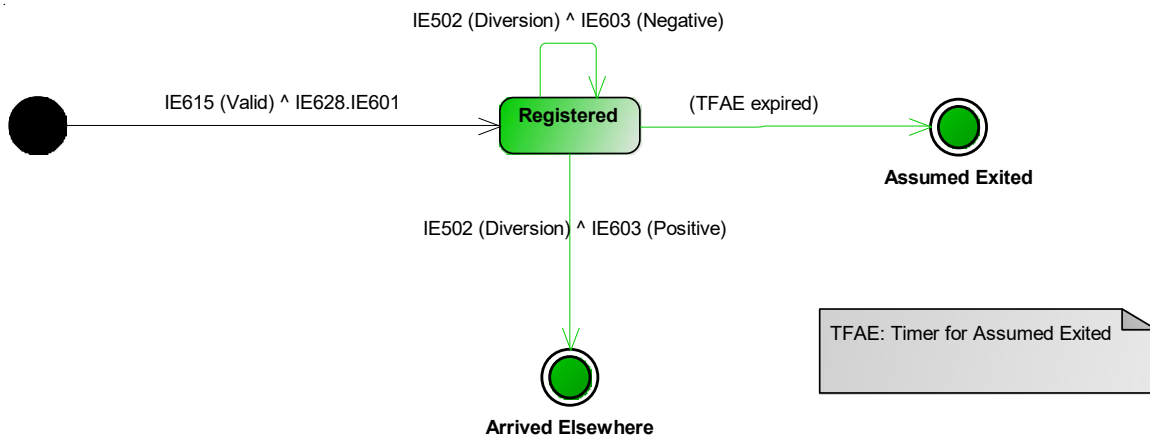 IE502 (Diversion) ^ IE603 (Negative)
IE615 (Valid) ^ IE628.IE601
Registered
(TFAE expired)
Assumed Exited
IE502 (Diversion) ^ IE603 (Positive)
TFAE: Timer for Assumed Exited
Arrived Elsewhere